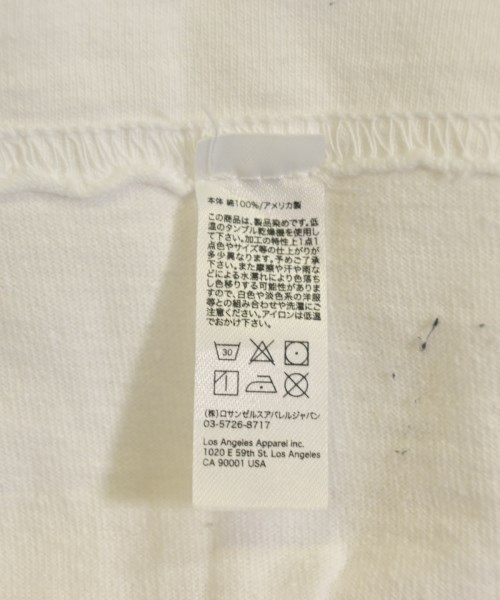 本体 綿100%/アメリカ製
この商品は、製品染めです。低
温のタンブル乾燥機を使用し
て下さい。加工の特性上1点1
点色やサイズ等の仕上がりが
多少異なります。予めご了承
下さい。また摩擦や汗や雨な
どによる水濡れにより色落ち
し色移りする可能性がありま
すので、白色や淡色系の洋服
等との組み合わせや洗濯にご
注意ください。アイロンは低温
でおかけ下さい。
30
(株)ロサンゼルスアパレルジャパン
03-5726-8717
Los Angeles Apparel inc.
1020 E 59th St. Los Angeles
CA 90001 USA